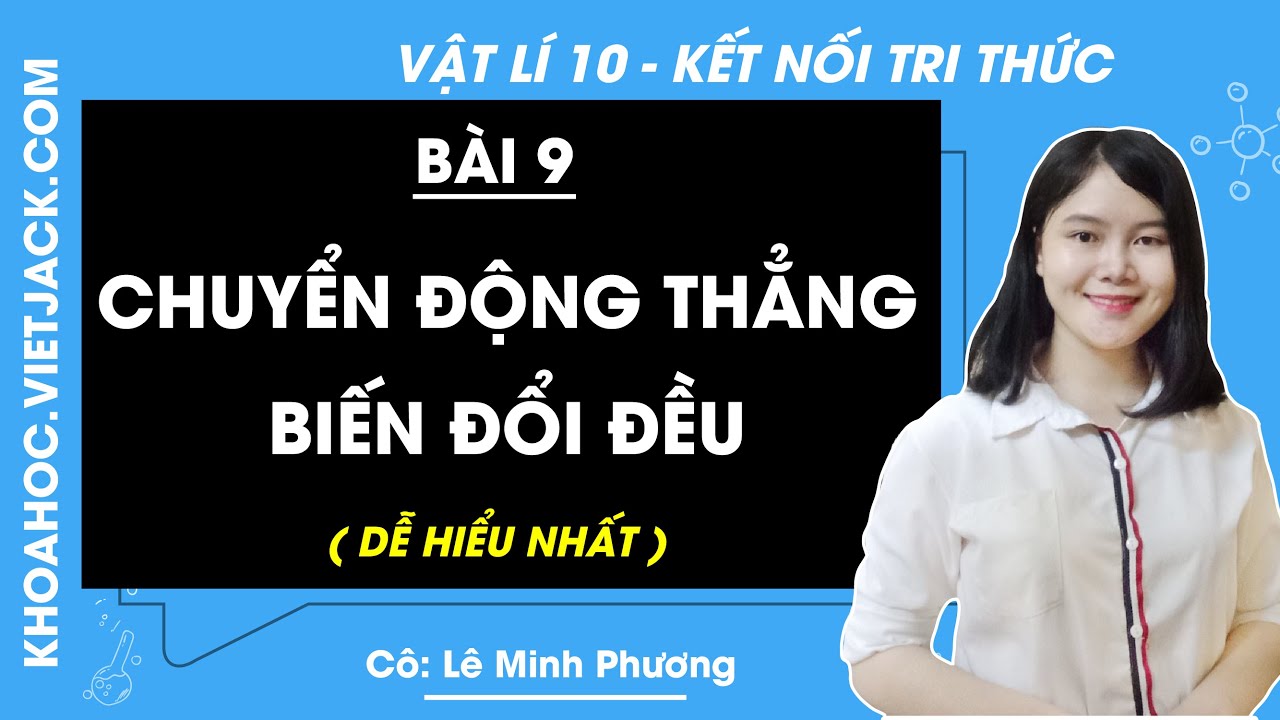 VẬT LÍ 10 - KẾT NỐI TRI THỨC
KHOAHOC.VIETJACK.COM
BÀI 9
CHUYỂN ĐỘNG THẲNG
BIẾN ĐỔI ĐỀU
( DỄ HIỂU NHẤT )
Cô: Lê Minh Phương